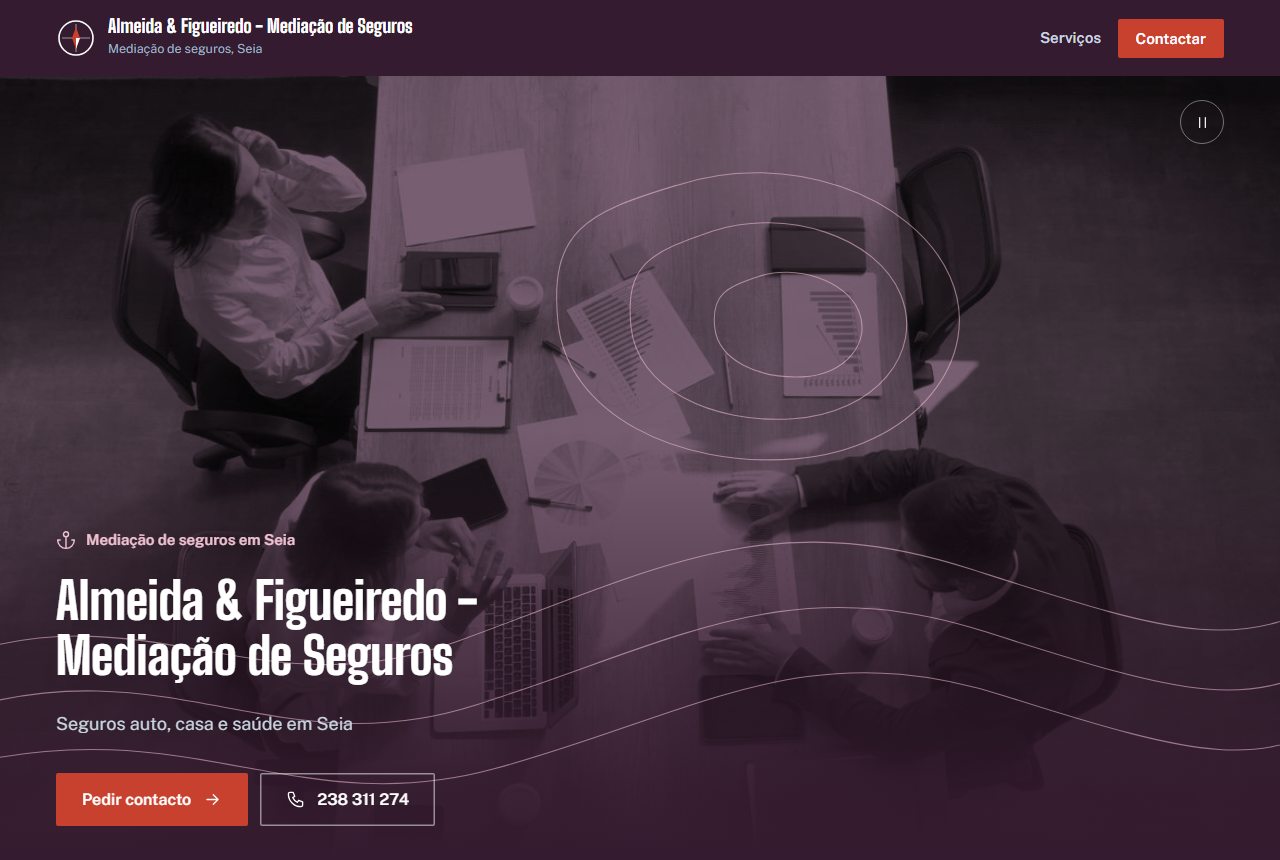 Almeida & Figueiredo – Mediação de Seguros
Mediação de seguros, Seia
Serviços
Contactar
Mediação de seguros em Seia
Almeida & Figueiredo –
Mediação de Seguros
Seguros auto, casa e saúde em Seia
Pedir contacto
238 311 274